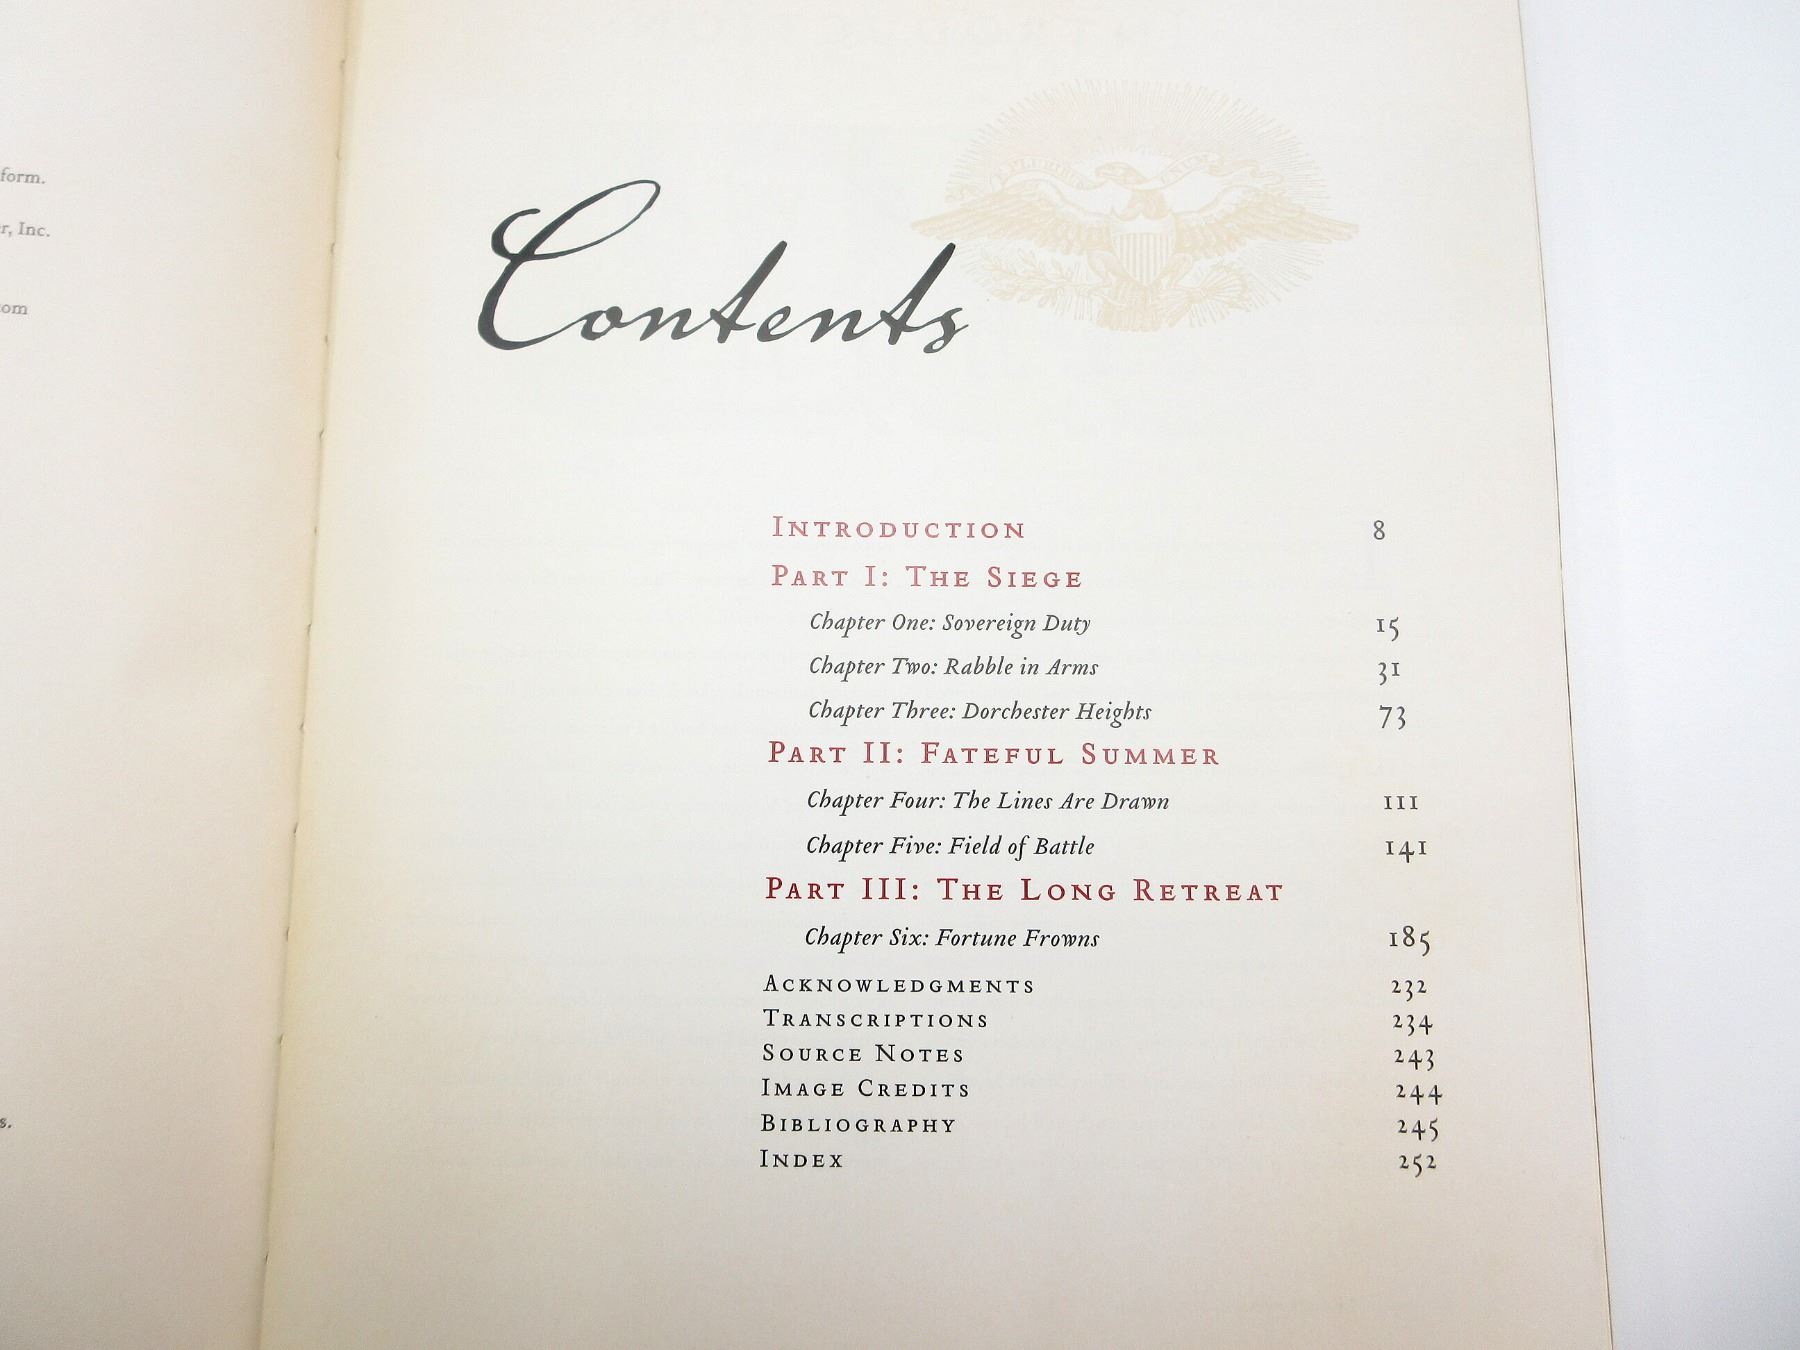 form.
r, Inc.
om
s.
E PLURIBUS UNUM
Contents
INTRODUCTION 8
PART I: THE SIEGE
Chapter One: Sovereign Duty 15
Chapter Two: Rabble in Arms 31
Chapter Three: Dorchester Heights 73
PART II: FATEFUL SUMMER
Chapter Four: The Lines Are Drawn 111
Chapter Five: Field of Battle 141
PART III: THE LONG RETREAT
Chapter Six: Fortune Frowns 185
ACKNOWLEDGMENTS 232
TRANSCRIPTIONS 234
SOURCE NOTES 243
IMAGE CREDITS 244
BIBLIOGRAPHY 245
INDEX 252